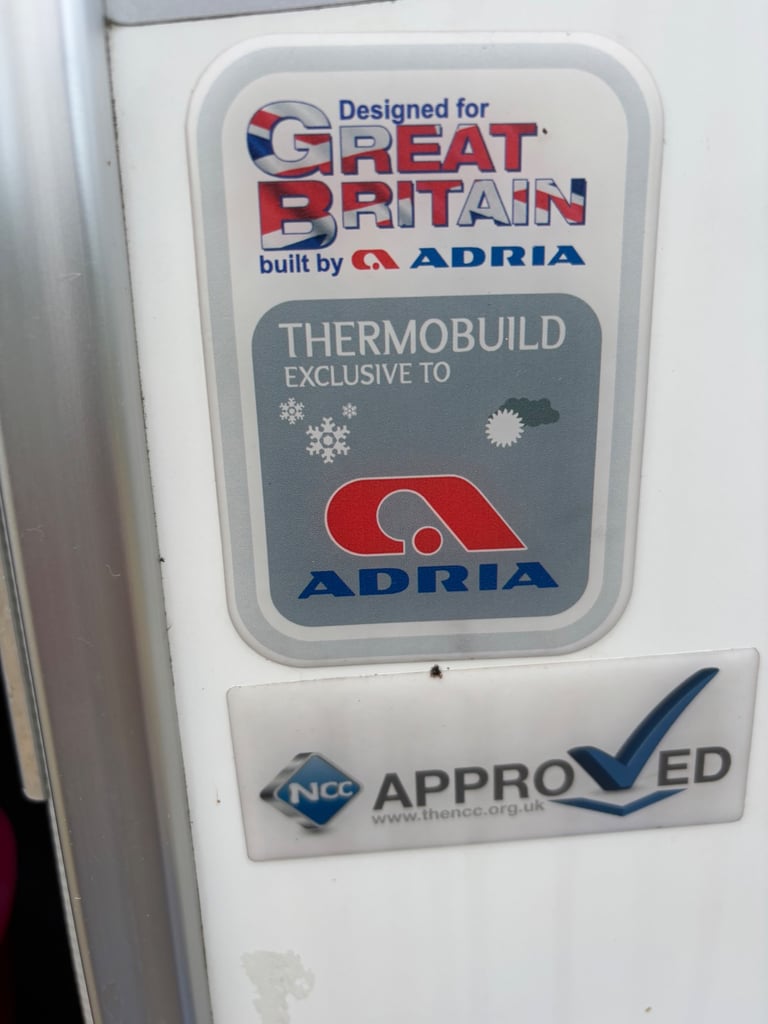 Designed for
GREAT
BRITAIN
built by ADRIA
THERMOBUILD
EXCLUSIVE TO
ADRIA
NCC APPROVED
www.thencc.org.uk